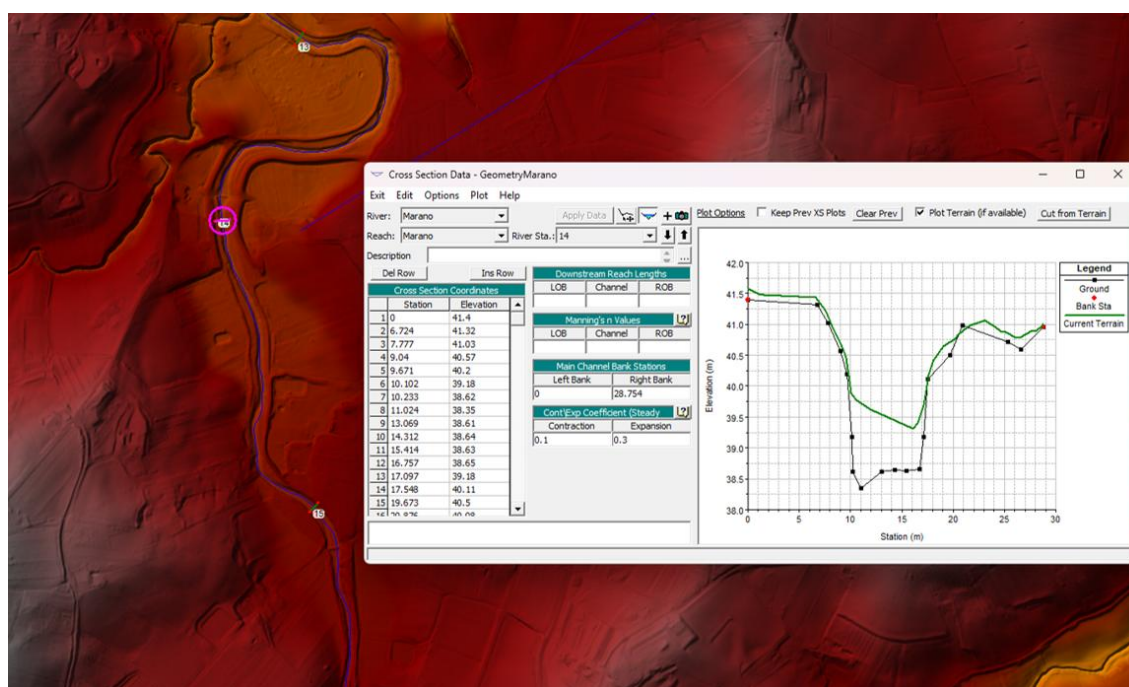 13
14
15
Cross Section Data - GeometryMarano
Exit Edit Options Plot Help
River: Marano Apply Data + Plot Options Keep Prev XS Plots Clear Prev Plot Terrain (if available) Cut from Terrain
Reach: Marano River Sta.: 14
Description ...
Del Row Ins Row
Cross Section Coordinates
Station Elevation
1 0 41.4
2 6.724 41.32
3 7.777 41.03
4 9.04 40.57
5 9.671 40.2
6 10.102 39.18
7 10.233 38.62
8 11.024 38.35
9 13.069 38.61
10 14.312 38.64
11 15.414 38.63
12 16.757 38.65
13 17.097 39.18
14 17.548 40.11
15 19.673 40.5
Downstream Reach Lengths
LOB Channel ROB
Manning's n Values ?
LOB Channel ROB
Main Channel Bank Stations
Left Bank Right Bank
0 28.754
Cont\Exp Coefficient (Steady ?
Contraction Expansion
0.1 0.3
Elevation (m)
42.0
41.5
41.0
40.5
40.0
39.5
39.0
38.5
38.0
0 5 10 15 20 25 30
Station (m)
Legend
Ground
Bank Sta
Current Terrain